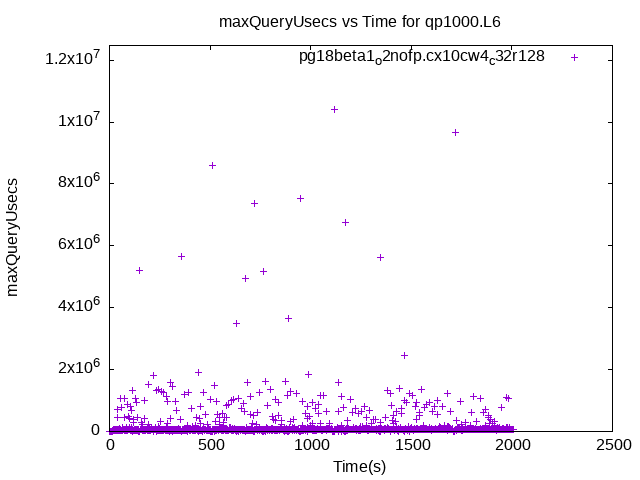 maxQueryUsecs vs Time for qp1000.L6
pg18beta1o2nofp.cx10cw4c32r128
1.2x10^7
1x10^7
8x10^6
6x10^6
4x10^6
2x10^6
0
maxQueryUsecs
0 500 1000 1500 2000 2500
Time(s)